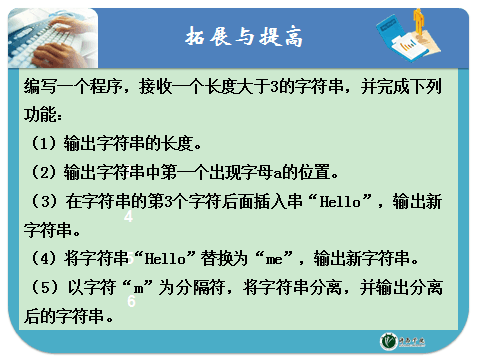 拓展与提高
编写一个程序，接收一个长度大于3的字符串，并完成下列
功能：
（1）输出字符串的长度。
（2）输出字符串中第一个出现字母a的位置。
（3）在字符串的第3个字符后面插入串“Hello”，输出新
字符串。
4
（4）将字符串“Hello”替换为“me”，输出新字符串。
（5）以字符“m”为分隔符，将字符串分离，并输出分离
后的字符串。
6